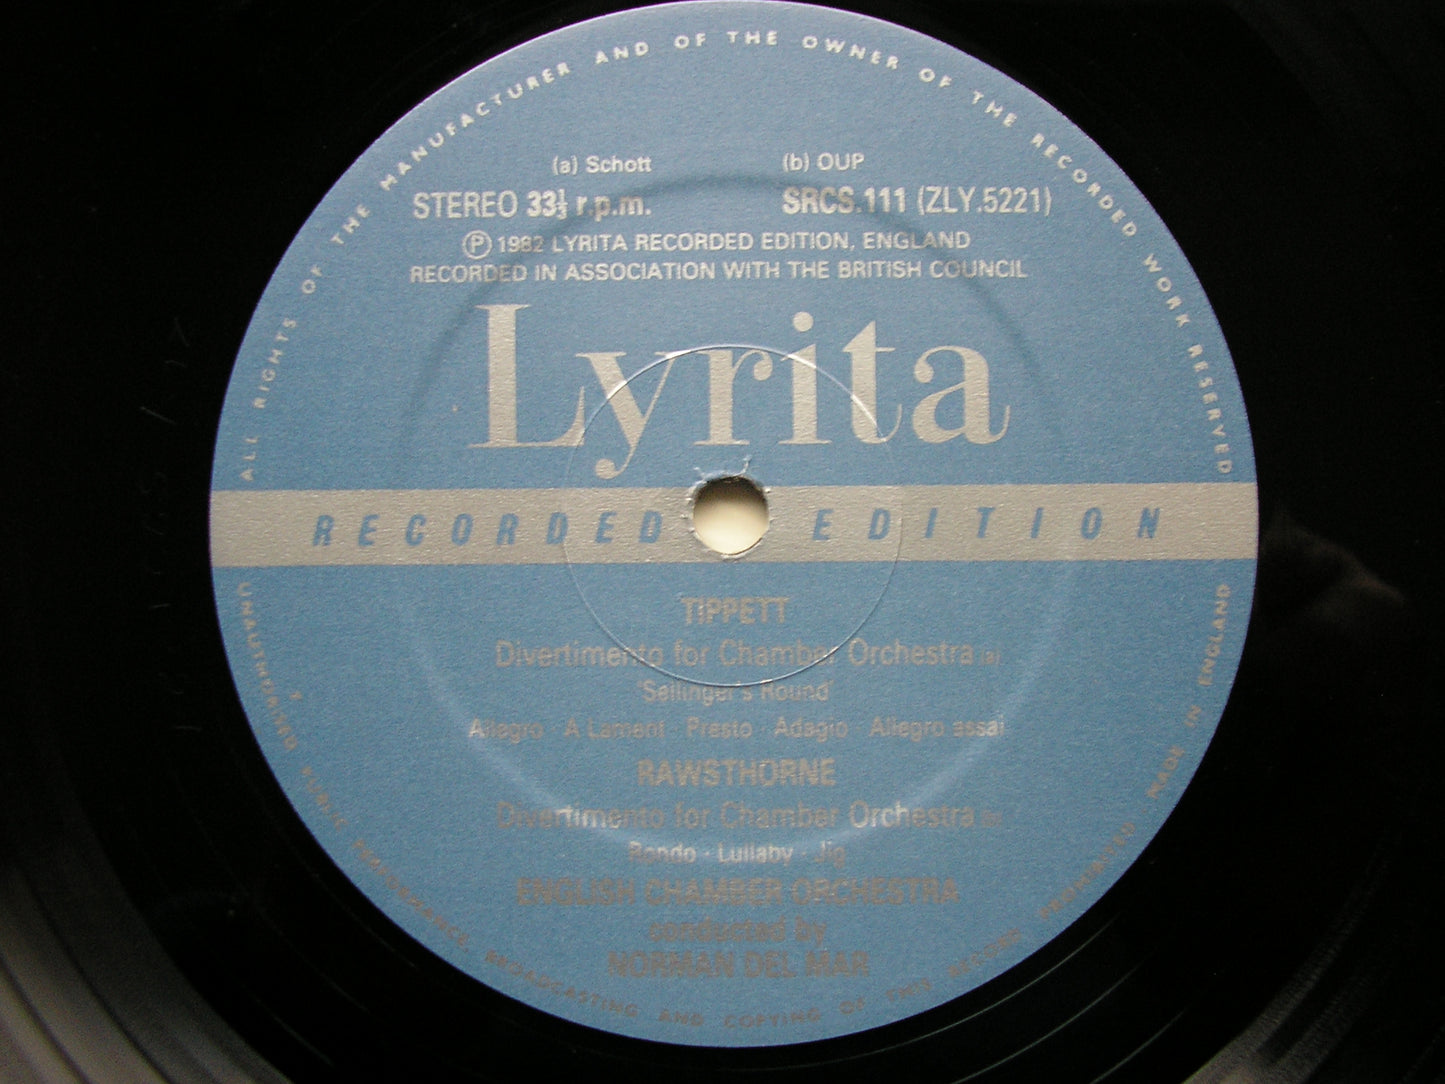 ALL RIGHTS OF THE MANUFACTURER AND OF THE OWNER OF THE RECORDED WORK RESERVED
(a) Schott (b) OUP
STEREO 33⅓ r.p.m. SRCS.111 (ZLY.5221)
Ⓟ 1982 LYRITA RECORDED EDITION, ENGLAND
RECORDED IN ASSOCIATION WITH THE BRITISH COUNCIL
Lyrita
RECORDED EDITION
TIPPETT
Divertimento for Chamber Orchestra (a)
'Sellinger's Round'
Allegro · A Lament · Presto · Adagio · Allegro assai
RAWSTHORNE
Divertimento for Chamber Orchestra (b)
Rondo · Lullaby · Jig
ENGLISH CHAMBER ORCHESTRA
conducted by
NORMAN DEL MAR
UNAUTHORISED PUBLIC PERFORMANCE, BROADCASTING AND COPYING OF THIS RECORD PROHIBITED · MADE IN ENGLAND